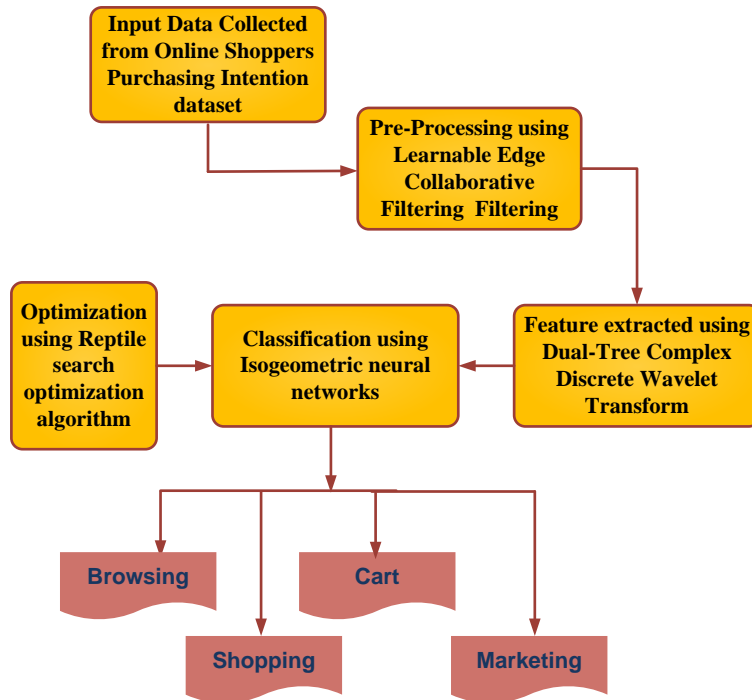 Input Data Collected
from Online Shoppers
Purchasing Intention
dataset
Pre-Processing using
Learnable Edge
Collaborative
Filtering Filtering
Optimization
using Reptile
search
optimization
algorithm
Classification using
Isogeometric neural
networks
Feature extracted using
Dual-Tree Complex
Discrete Wavelet
Transform
Browsing
Cart
Shopping
Marketing